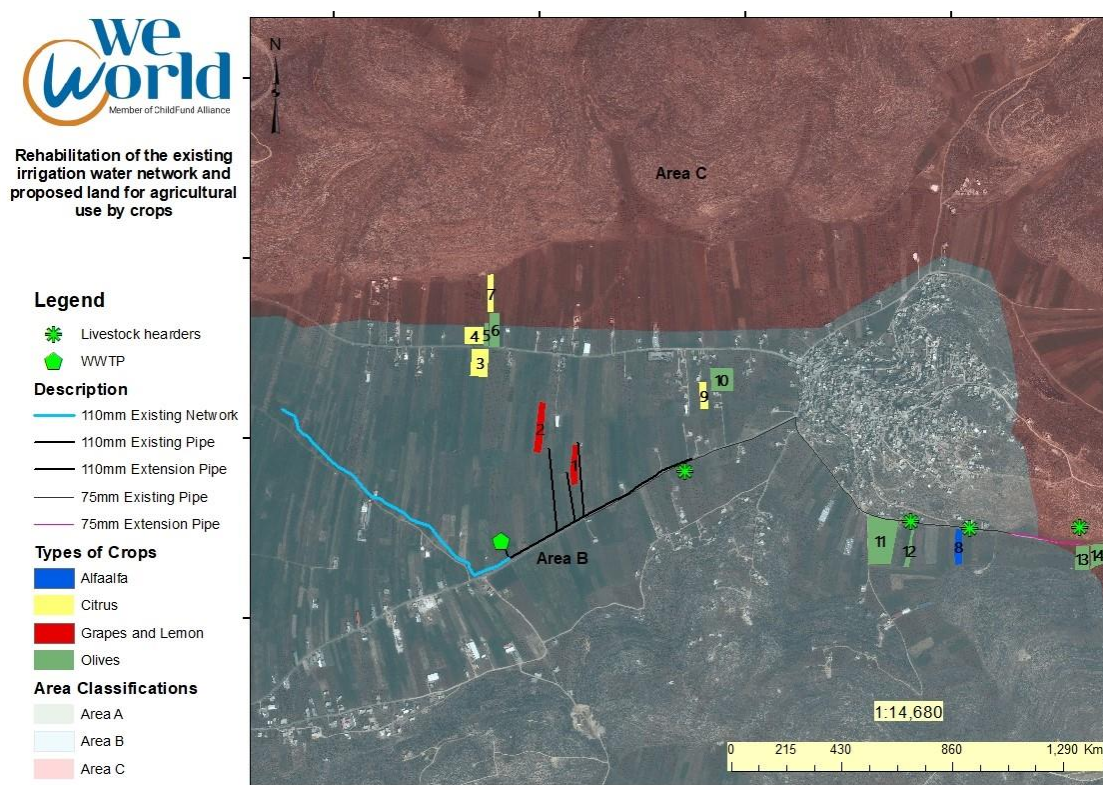 we
world
Member of ChildFund Alliance
Rehabilitation of the existing
irrigation water network and
proposed land for agricultural
use by crops
Legend
Livestock hearders
WWTP
Description
110mm Existing Network
110mm Existing Pipe
110mm Extension Pipe
75mm Existing Pipe
75mm Extension Pipe
Types of Crops
Alfaalfa
Citrus
Grapes and Lemon
Olives
Area Classifications
Area A
Area B
Area C
N
Area C
7
4 5 6
3
10
9
2
1
11
12
8
13 14
Area B
1:14,680
0 215 430 860 1,290 Km